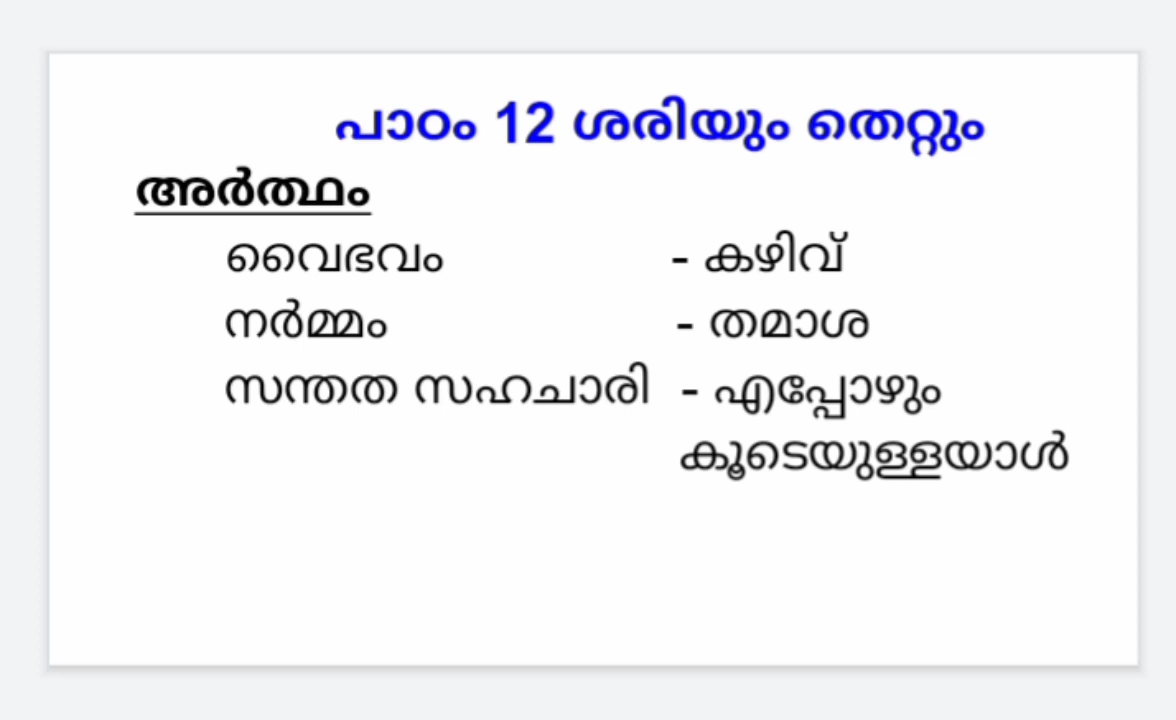 പാഠം 12 ശരിയും തെറ്റും
അർത്ഥം
വൈഭവം - കഴിവ്
നർമ്മം - തമാശ
സന്തത സഹചാരി - എപ്പോഴും
കൂടെയുള്ളയാൾ